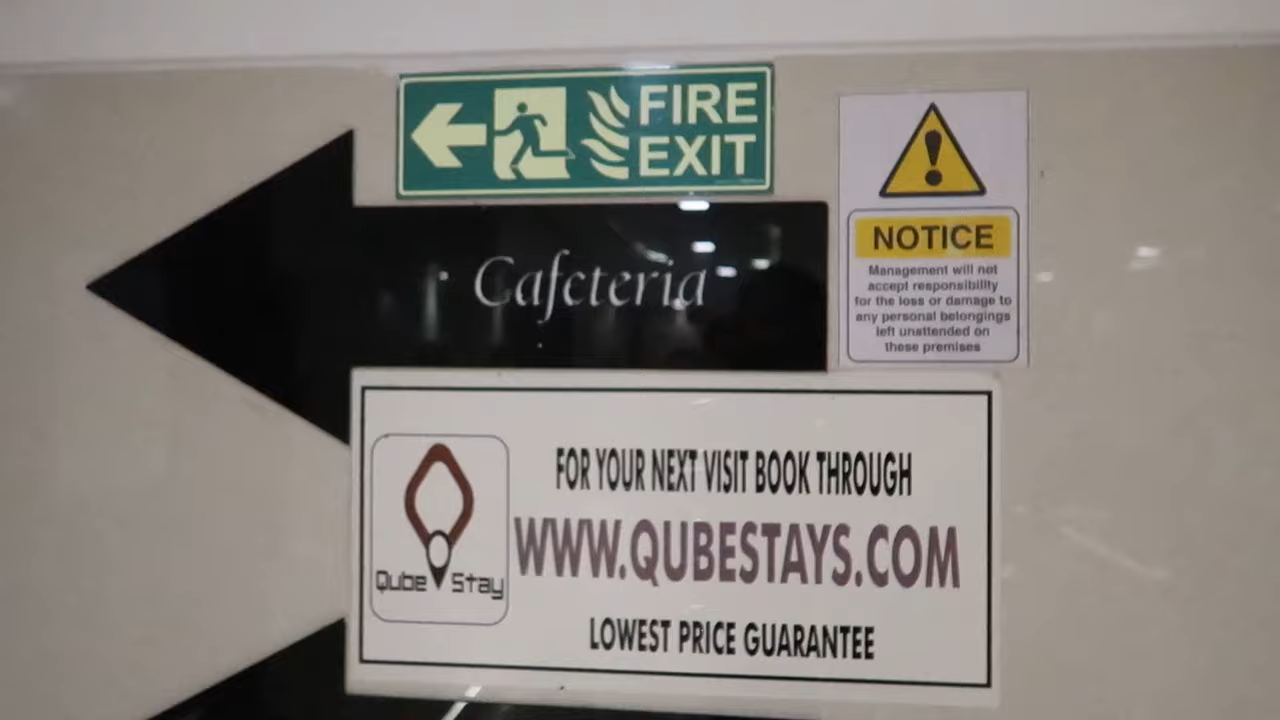 FIRE
EXIT
Cafeteria
NOTICE
Management will not
accept responsibility
for the loss or damage to
any personal belongings
left unattended on
these premises
FOR YOUR NEXT VISIT BOOK THROUGH
WWW.QUBESTAYS.COM
Qube Stay
LOWEST PRICE GUARANTEE